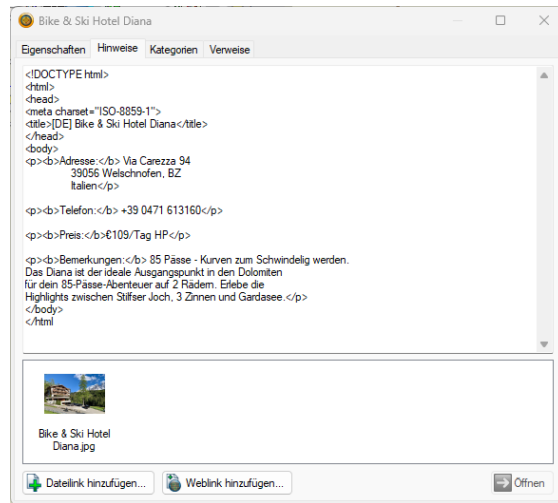 Bike & Ski Hotel Diana
Eigenschaften Hinweise Kategorien Verweise
<!DOCTYPE html>
<html>
<head>
<meta charset="ISO-8859-1">
<title>[DE] Bike & Ski Hotel Diana</title>
</head>
<body>
<p><b>Adresse:</b> Via Carezza 94
39056 Welschnofen, BZ
Italien</p>
<p><b>Telefon:</b> +39 0471 613160</p>
<p><b>Preis:</b>€109/Tag HP</p>
<p><b>Bemerkungen:</b> 85 Pässe - Kurven zum Schwindelig werden.
Das Diana ist der ideale Ausgangspunkt in den Dolomiten
für dein 85-Pässe-Abenteuer auf 2 Rädern. Erlebe die
Highlights zwischen Stilfser Joch, 3 Zinnen und Gardasee.</p>
</body>
</html
Bike & Ski Hotel
Diana.jpg
Dateilink hinzufügen... Weblink hinzufügen... Öffnen